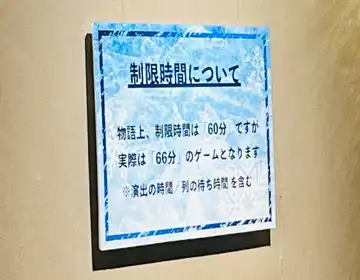 制限時間について
物語上、制限時間は「60分」ですが
実際は「66分」のゲームとなります
※演出の時間/列の待ち時間を含む